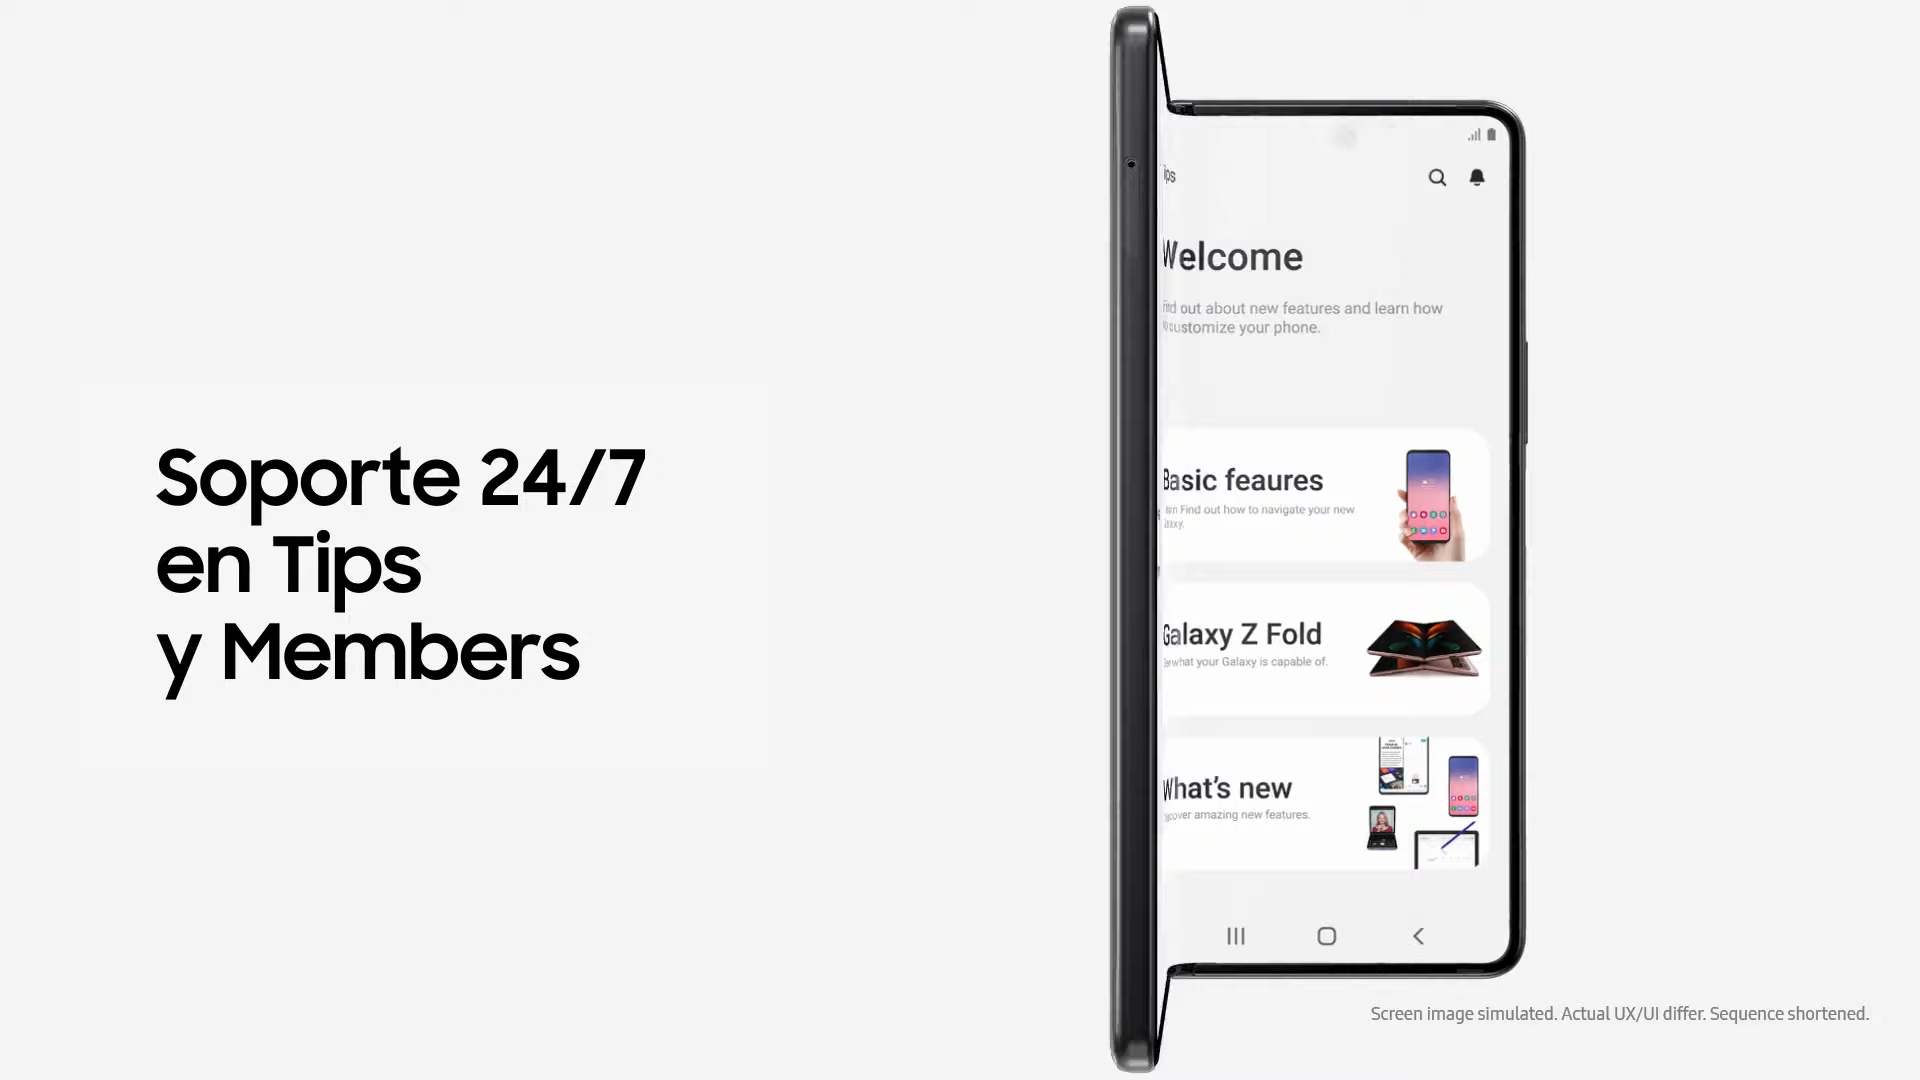 Soporte 24/7
en Tips
y Members
Tips
Welcome
Find out about new features and learn how
customize your phone.
Basic feaures
Find out how to navigate your new
Galaxy Z Fold
what your Galaxy is capable of.
What's new
amazing new features.
Screen image simulated. Actual UX/UI differ. Sequence shortened.